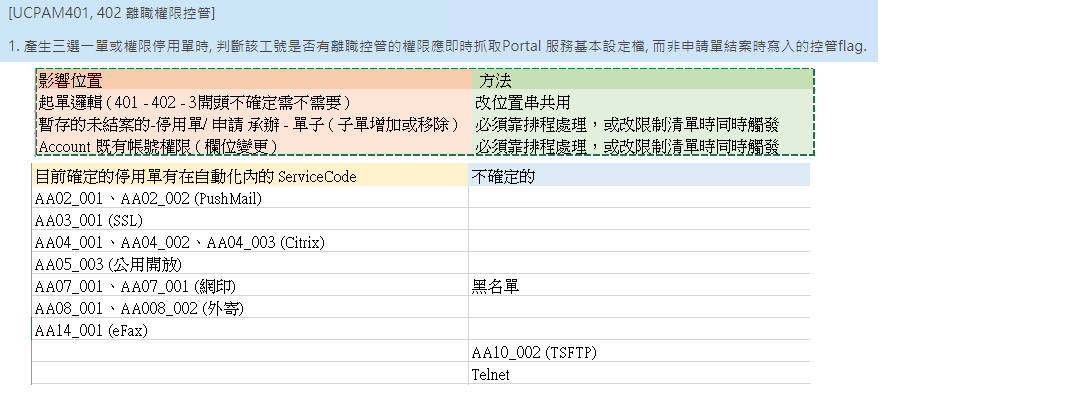 [UCPAM401, 402 離職權限控管]
1. 產生三選一單或權限停用單時, 判斷該工號是否有離職控管的權限應即時抓取Portal 服務基本設定檔, 而非申請單結案時寫入的控管flag.
影響位置 方法
起單邏輯 ( 401 - 402 - 3開頭不確定需不需要 ) 改位置串共用
暫存的未結案的-停用單/ 申請 承辦 - 單子 ( 子單增加或移除 ) 必須靠排程處理，或改限制清單時同時觸發
Account 既有帳號權限 ( 欄位變更 ) 必須靠排程處理，或改限制清單時同時觸發
目前確定的停用單有在自動化內的 ServiceCode 不確定的
AA02_001、AA02_002 (PushMail)
AA03_001 (SSL)
AA04_001、AA04_002、AA04_003 (Citrix)
AA05_003 (公用開放)
AA07_001、AA07_001 (網印) 黑名單
AA08_001、AA008_002 (外寄)
AA14_001 (eFax)
AA10_002 (TSFTP)
Telnet